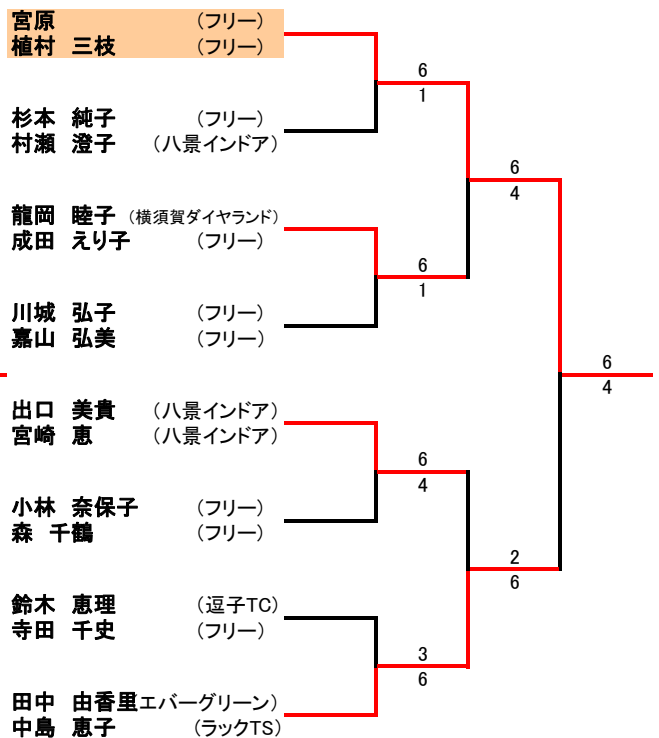 宮原 (フリー)
植村 三枝 (フリー)
6
1
杉本 純子 (フリー)
村瀬 澄子 (八景インドア)
6
4
龍岡 睦子 (横須賀ダイヤランド)
成田 えり子 (フリー)
6
1
川城 弘子 (フリー)
嘉山 弘美 (フリー)
6
4
出口 美貴 (八景インドア)
宮崎 恵 (八景インドア)
6
4
小林 奈保子 (フリー)
森 千鶴 (フリー)
2
6
鈴木 恵理 (逗子TC)
寺田 千史 (フリー)
3
6
田中 由香里エバーグリーン)
中島 恵子 (ラックTS)